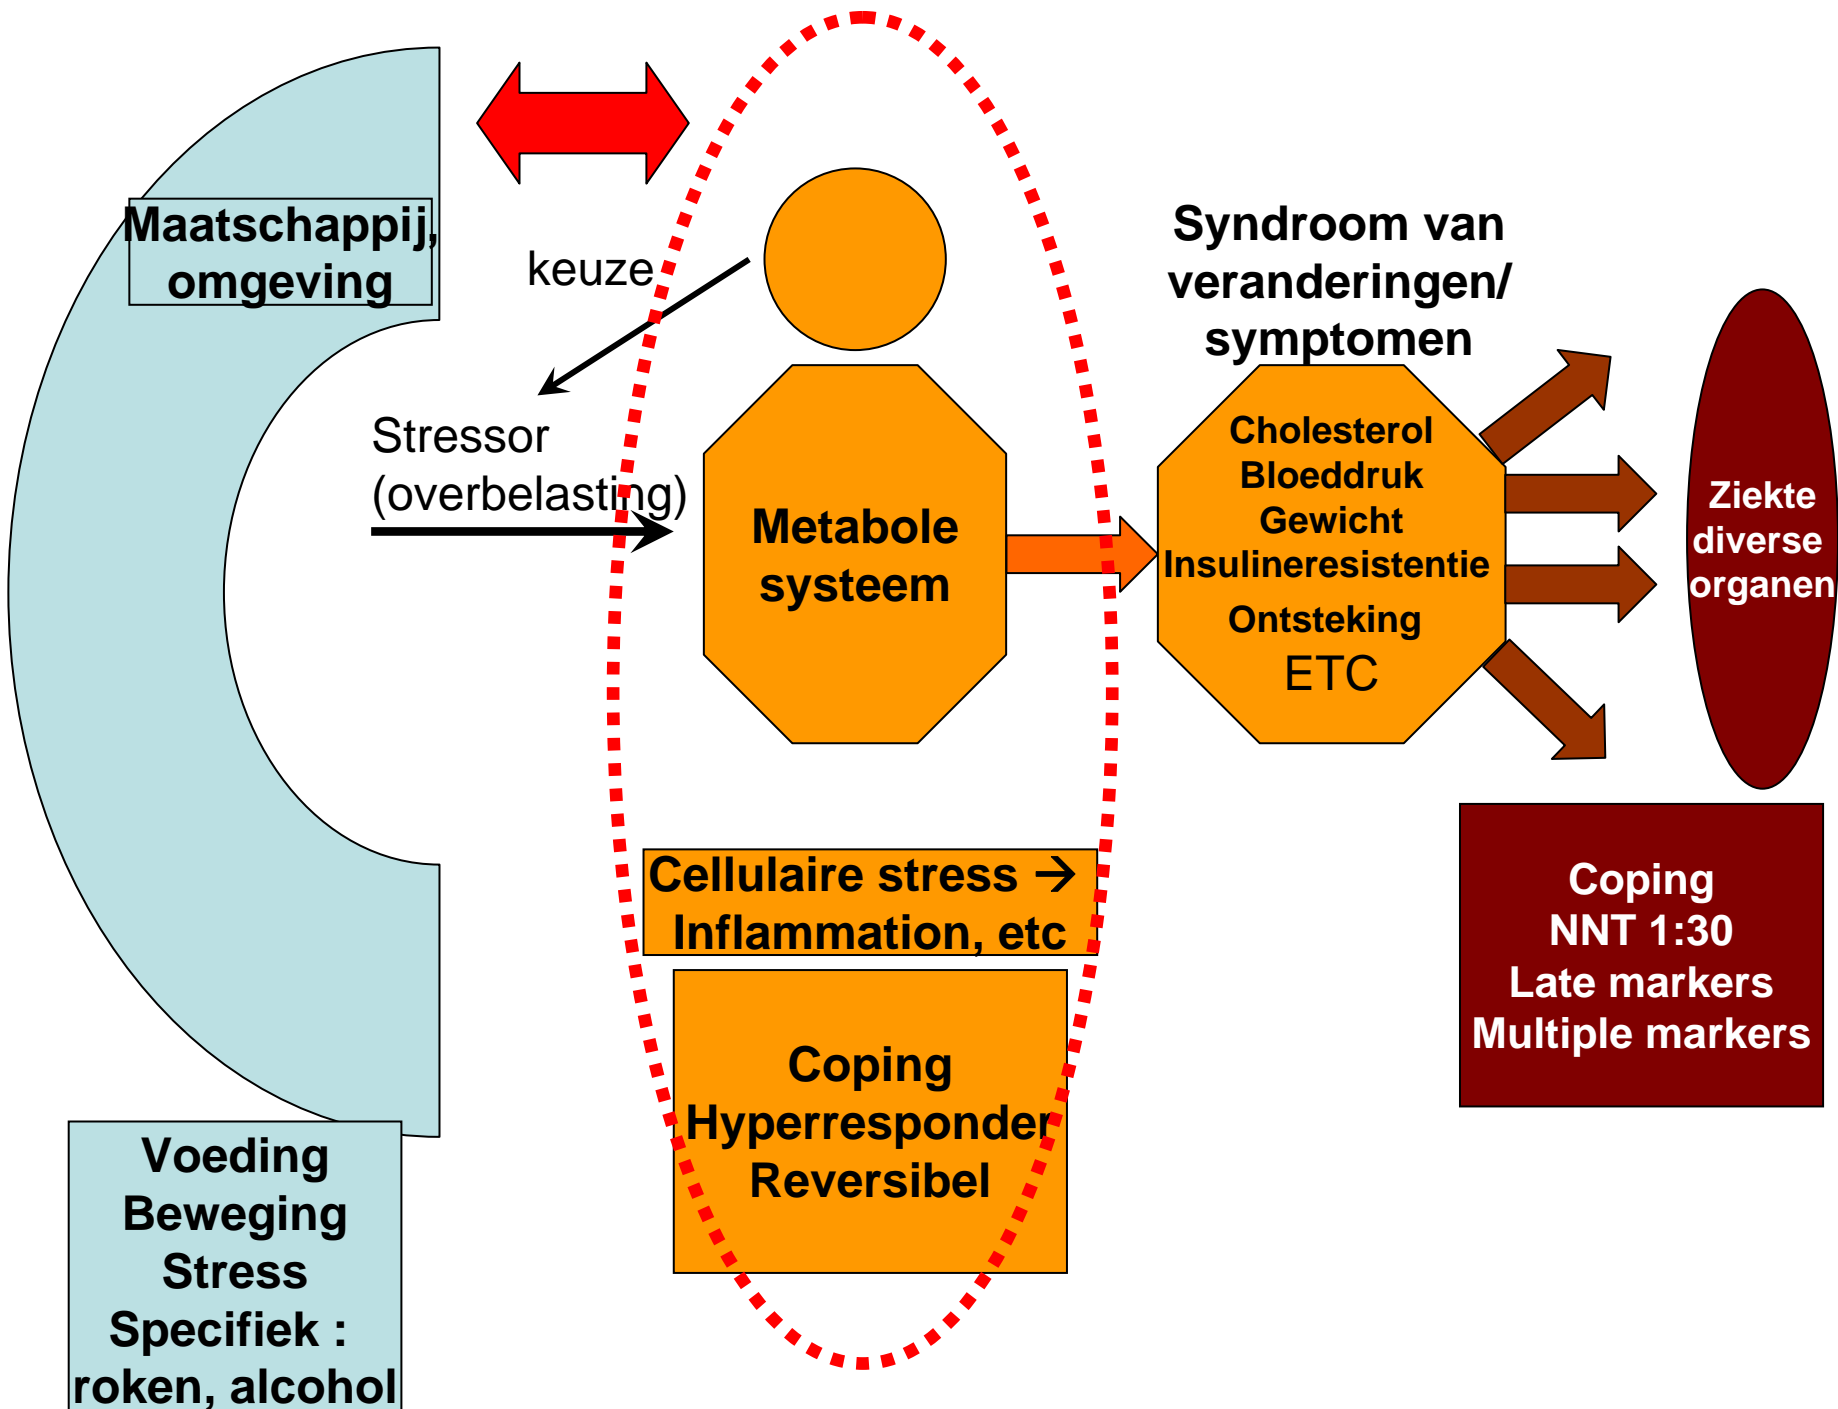 Maatschappij,
omgeving
keuze
Stressor
(overbelasting)
Voeding
Beweging
Stress
Specifiek :
roken, alcohol
Metabole
systeem
Cellulaire stress →
Inflammation, etc
Coping
Hyperresponder
Reversibel
Syndroom van
veranderingen/
symptomen
Cholesterol
Bloeddruk
Gewicht
Insulineresistentie
Ontsteking
ETC
Ziekte
diverse
organen
Coping
NNT 1:30
Late markers
Multiple markers